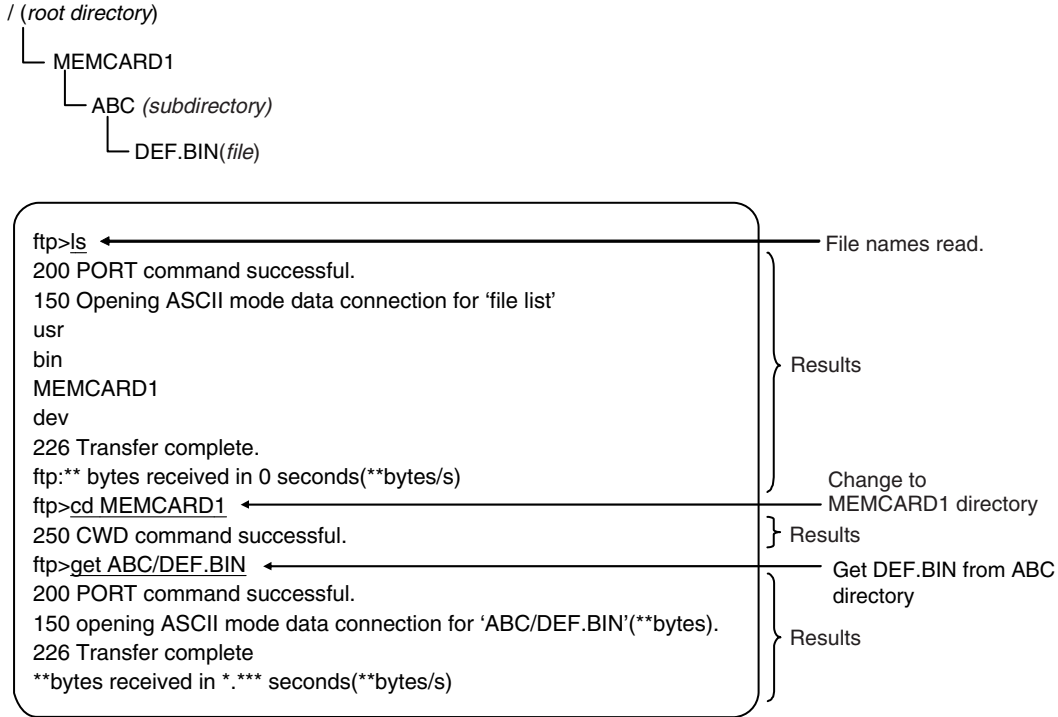 / (root directory)
MEMCARD1
ABC (subdirectory)
DEF.BIN(file)
ftp>ls
File names read.
200 PORT command successful.
150 Opening ASCII mode data connection for ‘file list’
usr
bin
MEMCARD1
dev
226 Transfer complete.
ftp:** bytes received in 0 seconds(**bytes/s)
Results
ftp>cd MEMCARD1
Change to
MEMCARD1 directory
250 CWD command successful.
Results
ftp>get ABC/DEF.BIN
Get DEF.BIN from ABC
directory
200 PORT command successful.
150 opening ASCII mode data connection for ‘ABC/DEF.BIN’(**bytes).
226 Transfer complete
**bytes received in *.*** seconds(**bytes/s)
Results